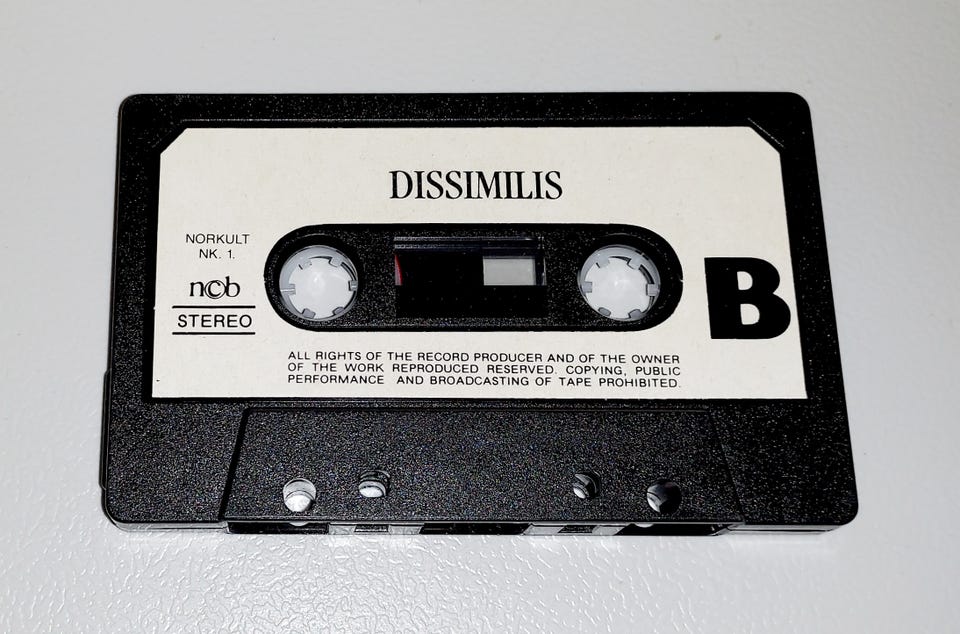 DISSIMILIS
NORKULT
NK. 1.
ncb
STEREO
B
ALL RIGHTS OF THE RECORD PRODUCER AND OF THE OWNER
OF THE WORK REPRODUCED RESERVED. COPYING, PUBLIC
PERFORMANCE AND BROADCASTING OF TAPE PROHIBITED.